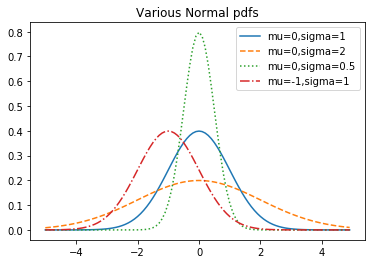 Various Normal pdfs
mu=0,sigma=1
mu=0,sigma=2
mu=0,sigma=0.5
mu=-1,sigma=1
0.8
0.7
0.6
0.5
0.4
0.3
0.2
0.1
0.0
−4 −2 0 2 4